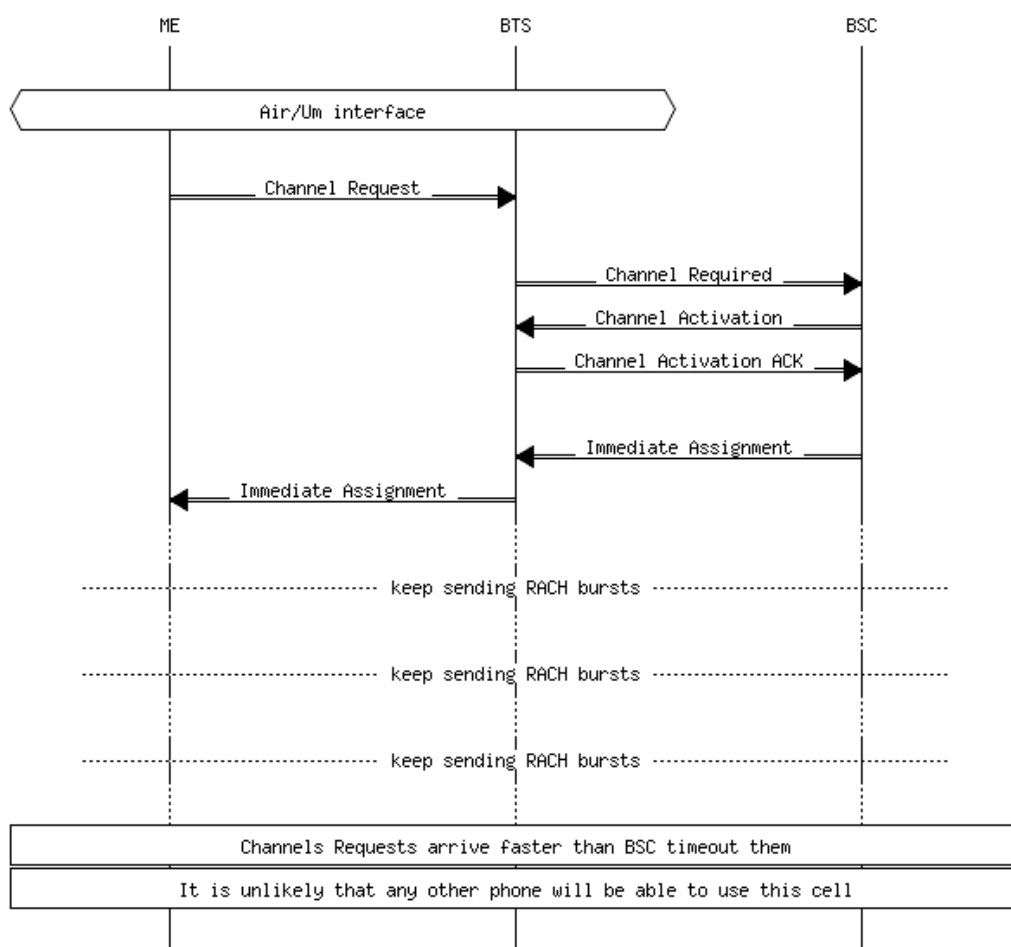 ME BTS BSC
Air/Um interface
Channel Request
Channel Required
Channel Activation
Channel Activation ACK
Immediate Assignment
Immediate Assignment
keep sending RACH bursts
keep sending RACH bursts
keep sending RACH bursts
Channels Requests arrive faster than BSC timeout them
It is unlikely that any other phone will be able to use this cell